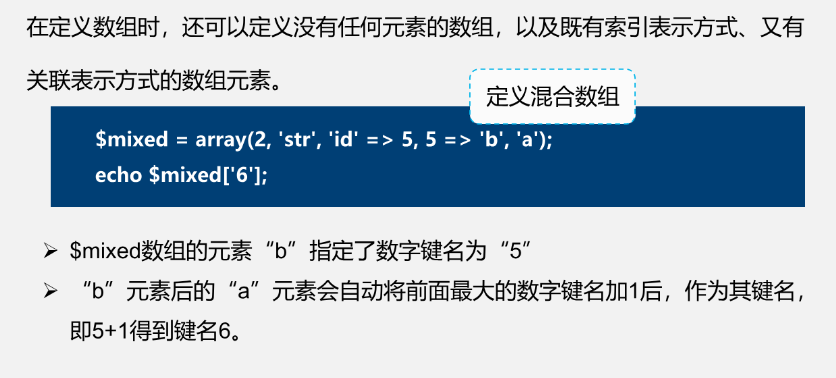 在定义数组时，还可以定义没有任何元素的数组，以及既有索引表示方式、又有
关联表示方式的数组元素。
定义混合数组
$mixed = array(2, 'str', 'id' => 5, 5 => 'b', 'a');
echo $mixed['6'];
➢ $mixed数组的元素“b”指定了数字键名为“5”
➢ “b”元素后的“a”元素会自动将前面最大的数字键名加1后，作为其键名，
即5+1得到键名6。